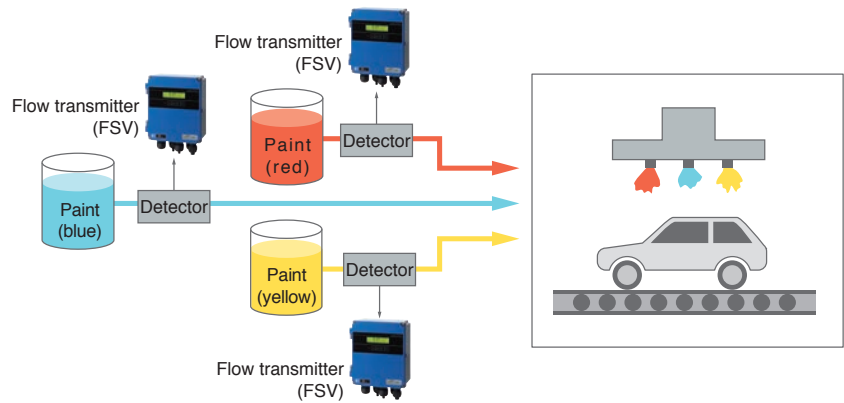 Flow transmitter
(FSV)
Flow transmitter
(FSV)
Paint
(red)
Detector
Paint
(blue)
Detector
Paint
(yellow)
Detector
Flow transmitter
(FSV)